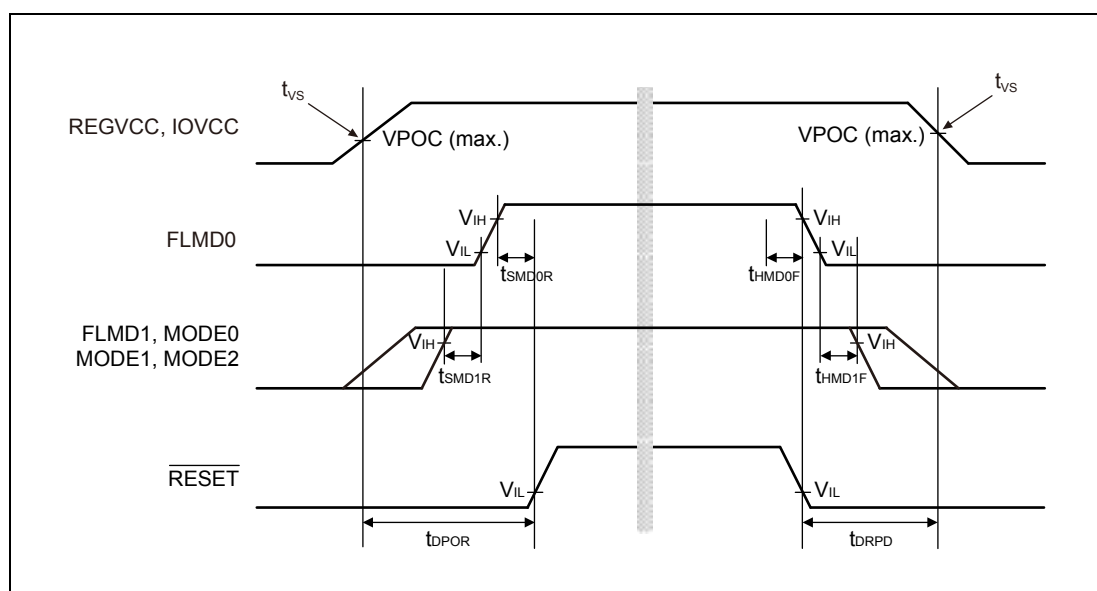 tVS
tVS
REGVCC, IOVCC
VPOC (max.)
VPOC (max.)
VIH
VIH
FLMD0
VIL
VIL
tSMD0R
tHMD0F
FLMD1, MODE0
MODE1, MODE2
VIH
VIH
tSMD1R
tHMD1F
RESET
VIL
VIL
tDPOR
tDRPD